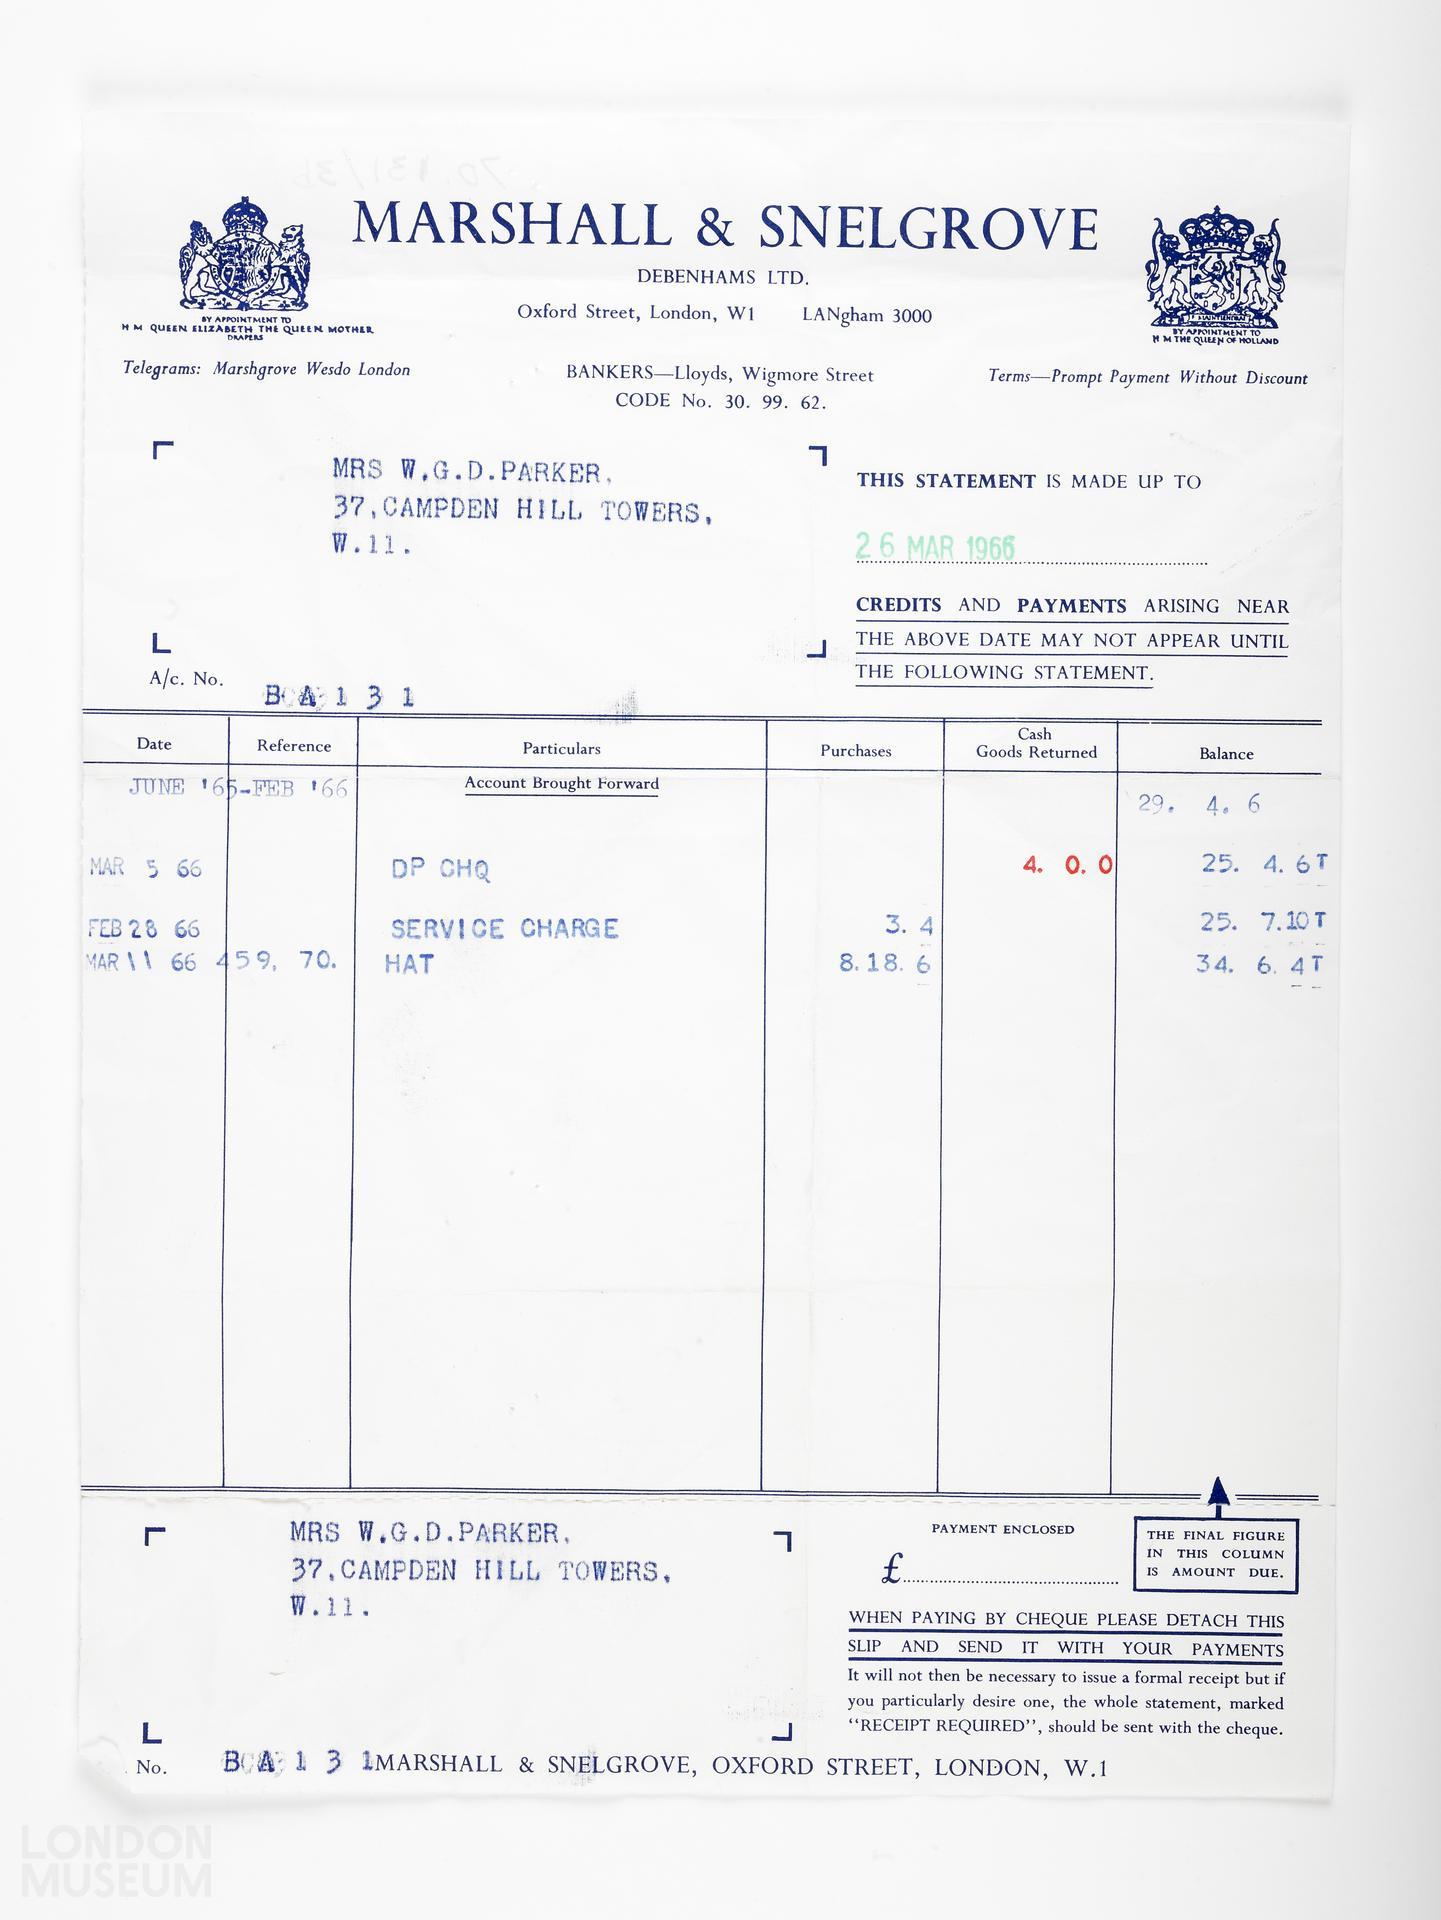 MARSHALL & SNELGROVE
DEBENHAMS LTD.
Oxford Street, London, W1 LANgham 3000
BY APPOINTMENT TO
H M QUEEN ELIZABETH THE QUEEN MOTHER
DRAPERS
BY APPOINTMENT TO
H M THE QUEEN OF HOLLAND
Telegrams: Marshgrove Wesdo London
BANKERS—Lloyds, Wigmore Street
CODE No. 30. 99. 62.
Terms—Prompt Payment Without Discount
MRS W.G.D.PARKER,
37,CAMPDEN HILL TOWERS,
W.11.
THIS STATEMENT IS MADE UP TO
26 MAR 1966
CREDITS AND PAYMENTS ARISING NEAR
THE ABOVE DATE MAY NOT APPEAR UNTIL
THE FOLLOWING STATEMENT.
A/c. No. BA131
Date Reference Particulars Purchases Cash Goods Returned Balance
JUNE '65-FEB '66 Account Brought Forward 29. 4. 6
MAR 5 66 DP CHQ 4. 0. 0 25. 4. 6T
FEB 28 66 SERVICE CHARGE 3. 4 25. 7.10T
MAR 11 66 459. 70. HAT 8.18. 6 34. 6. 4T
MRS W.G.D.PARKER,
37,CAMPDEN HILL TOWERS,
W.11.
PAYMENT ENCLOSED
£
THE FINAL FIGURE
IN THIS COLUMN
IS AMOUNT DUE.
WHEN PAYING BY CHEQUE PLEASE DETACH THIS
SLIP AND SEND IT WITH YOUR PAYMENTS
It will not then be necessary to issue a formal receipt but if
you particularly desire one, the whole statement, marked
"RECEIPT REQUIRED", should be sent with the cheque.
No. BA131 MARSHALL & SNELGROVE, OXFORD STREET, LONDON, W.1
LONDON
MUSEUM